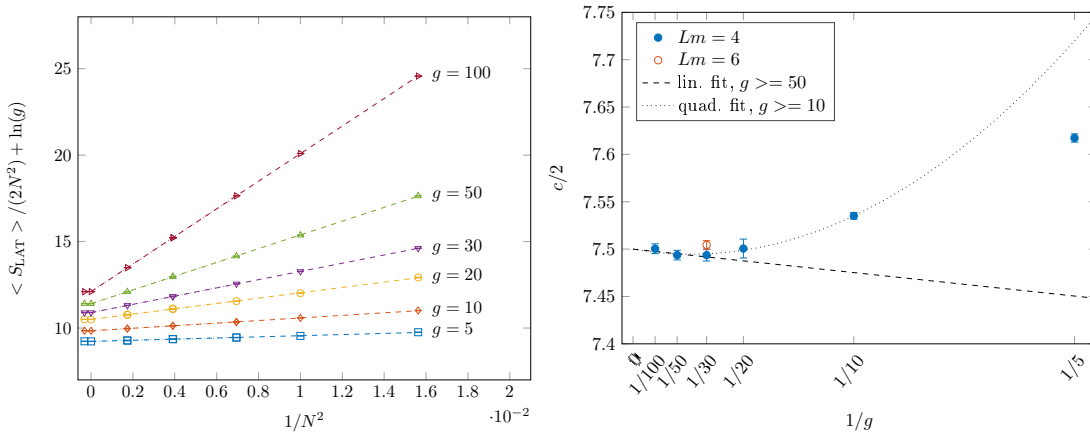 < S_LAT > /(2N²) + ln(g)
25
20
15
10
g = 100
g = 50
g = 30
g = 20
g = 10
g = 5
0 0.2 0.4 0.6 0.8 1 1.2 1.4 1.6 1.8 2
·10⁻²
1/N²
c/2
7.75
7.7
7.65
7.6
7.55
7.5
7.45
7.4
Lm = 4
Lm = 6
lin. fit, g >= 50
quad. fit, g >= 10
0 1/100 1/50 1/30 1/20 1/10 1/5
1/g